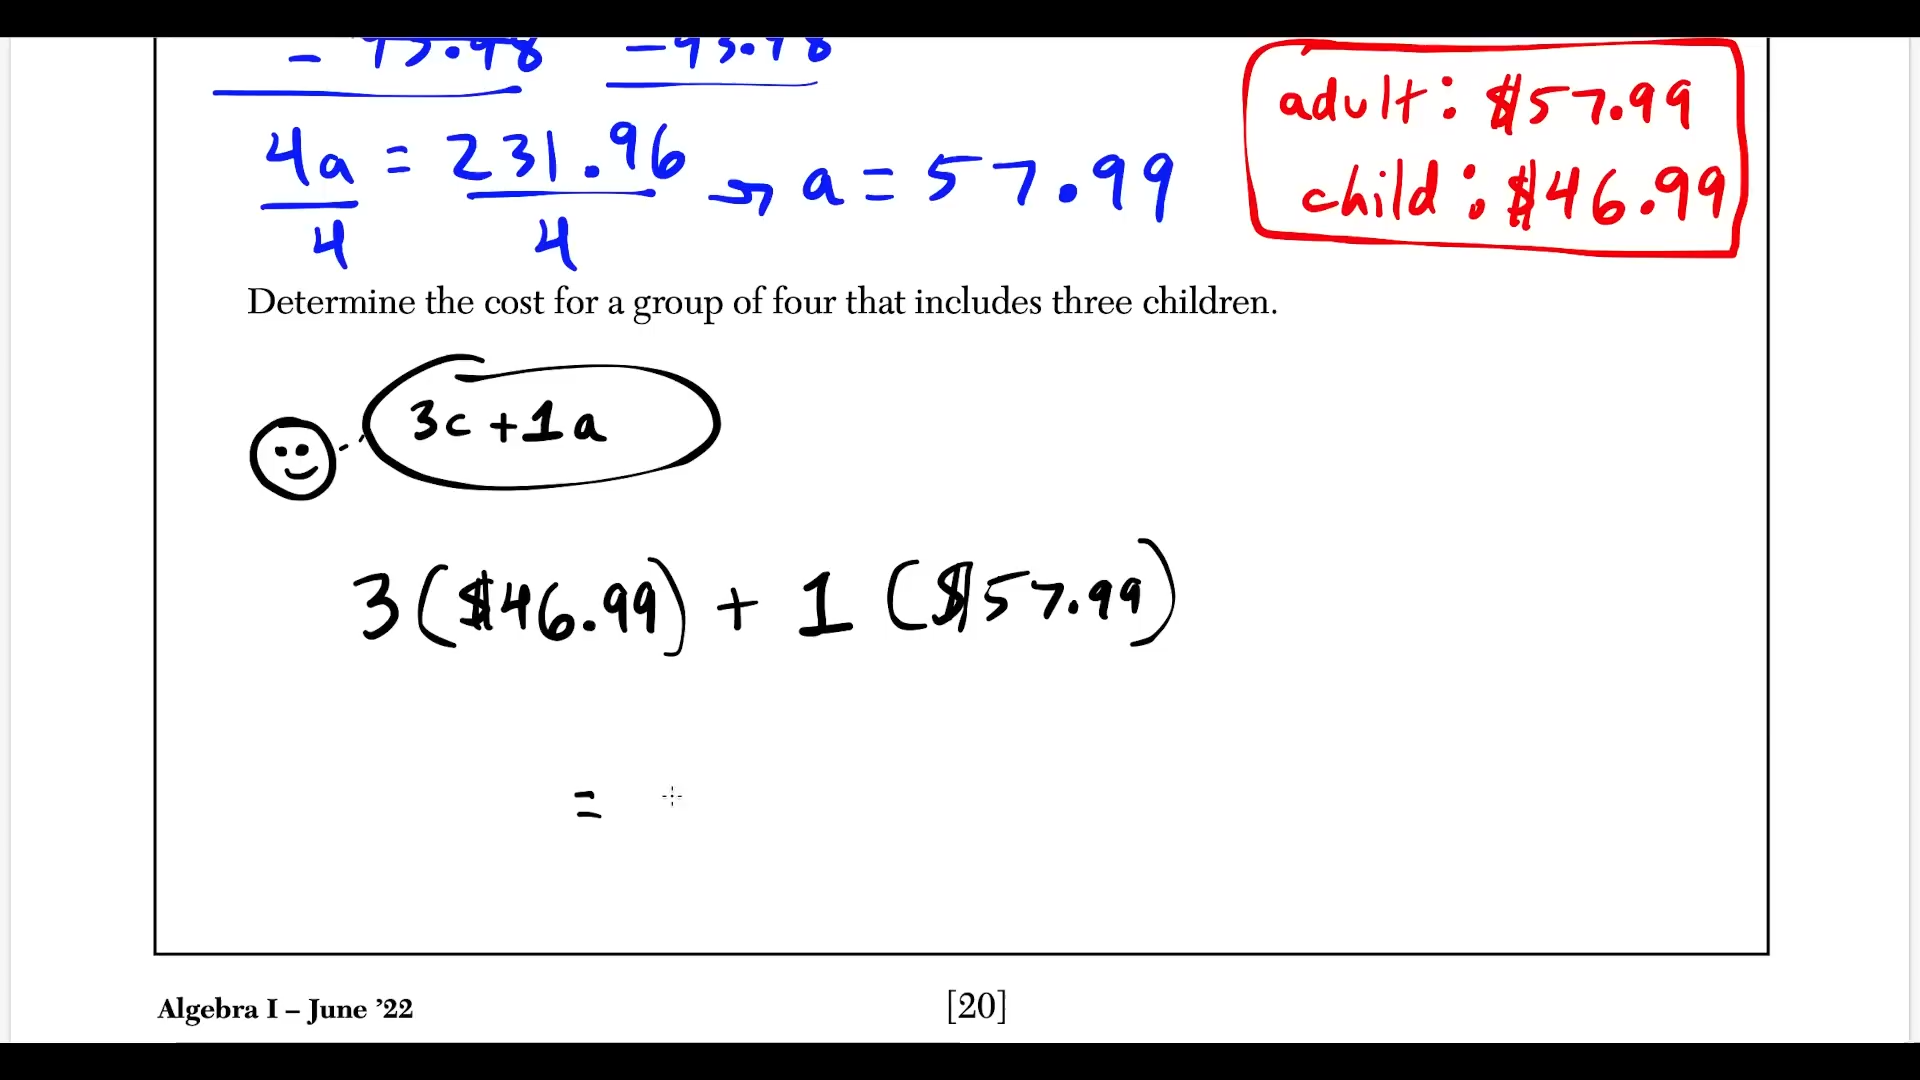 4a = 231.96 → a = 57.99
4 4
adult: $57.99
child: $46.99
Determine the cost for a group of four that includes three children.
3c + 1a
3($46.99) + 1($57.99)
=
Algebra I – June ’22
[20]